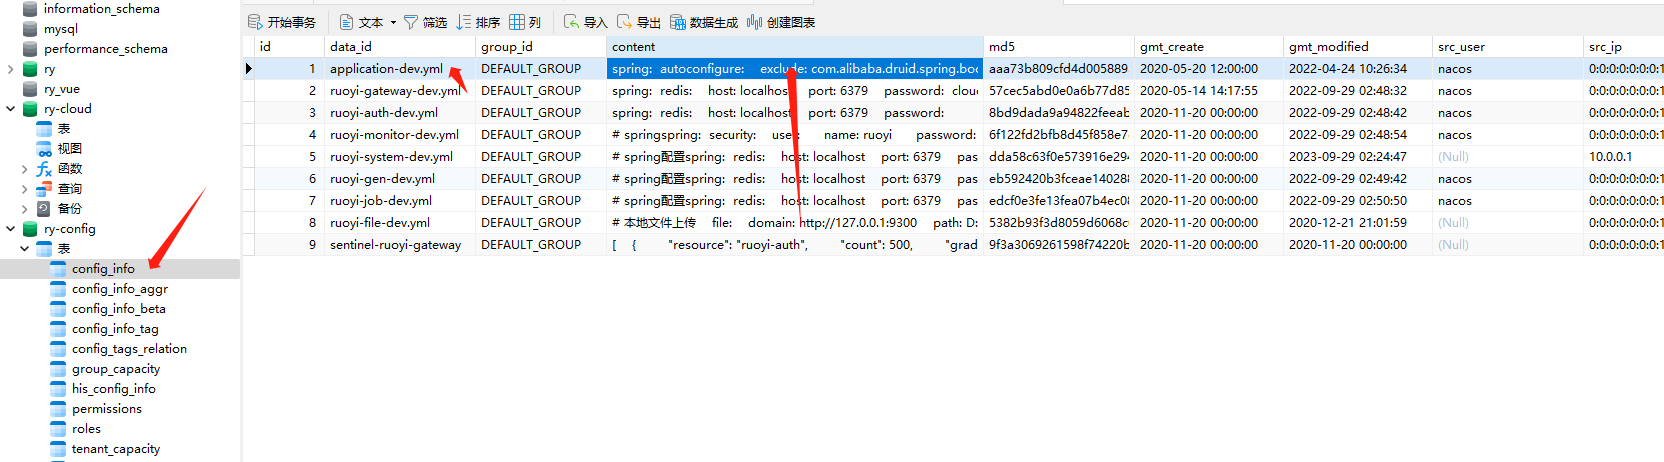 information_schema
mysql
performance_schema
ry
ry_vue
ry-cloud
表
视图
函数
查询
备份
ry-config
表
config_info
config_info_aggr
config_info_beta
config_info_tag
config_tags_relation
group_capacity
his_config_info
permissions
roles
tenant_capacity
开始事务 文本 筛选 排序 列 导入 导出 数据生成 创建图表
id data_id group_id content md5 gmt_create gmt_modified src_user src_ip
1 application-dev.yml DEFAULT_GROUP spring: autoconfigure: exclude: com.alibaba.druid.spring.boo aaa73b809cfd4d005889 2020-05-20 12:00:00 2022-04-24 10:26:34 nacos 0:0:0:0:0:0:0:1
2 ruoyi-gateway-dev.yml DEFAULT_GROUP spring: redis: host: localhost port: 6379 password: clou 57cec5abd0e0a6b77d85 2020-05-14 14:17:55 2022-09-29 02:48:32 nacos 0:0:0:0:0:0:0:1
3 ruoyi-auth-dev.yml DEFAULT_GROUP spring: redis: host: localhost port: 6379 password: 8bd9dada9a94822feeab 2020-11-20 00:00:00 2022-09-29 02:48:42 nacos 0:0:0:0:0:0:0:1
4 ruoyi-monitor-dev.yml DEFAULT_GROUP # springspring: security: user: name: ruoyi password: 6f122fd2bfb8d45f858e7 2020-11-20 00:00:00 2022-09-29 02:48:54 nacos 0:0:0:0:0:0:0:1
5 ruoyi-system-dev.yml DEFAULT_GROUP # spring配置spring: redis: host: localhost port: 6379 pas dda58c63f0e573916e294 2020-11-20 00:00:00 2023-09-29 02:24:47 (Null) 10.0.0.1
6 ruoyi-gen-dev.yml DEFAULT_GROUP # spring配置spring: redis: host: localhost port: 6379 pas eb592420b3fceae140288 2020-11-20 00:00:00 2022-09-29 02:49:42 nacos 0:0:0:0:0:0:0:1
7 ruoyi-job-dev.yml DEFAULT_GROUP # spring配置spring: redis: host: localhost port: 6379 pas edcf0e3fe13fea07b4ec08 2020-11-20 00:00:00 2022-09-29 02:50:50 nacos 0:0:0:0:0:0:0:1
8 ruoyi-file-dev.yml DEFAULT_GROUP # 本地文件上传 file: domain: http://127.0.0.1:9300 path: D: 5382b93f3d8059d6068c 2020-11-20 00:00:00 2020-12-21 21:01:59 (Null) 0:0:0:0:0:0:0:1
9 sentinel-ruoyi-gateway DEFAULT_GROUP [ { "resource": "ruoyi-auth", "count": 500, "grad 9f3a3069261598f74220b 2020-11-20 00:00:00 2020-11-20 00:00:00 (Null) 0:0:0:0:0:0:0:1